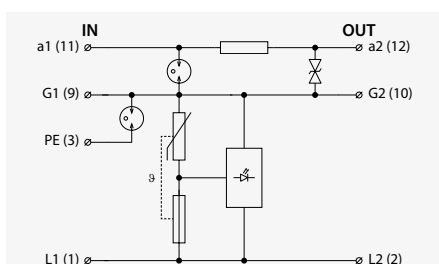 IN OUT
a1 (11) a2 (12)
G1 (9) G2 (10)
PE (3)
ϑ
L1 (1) L2 (2)